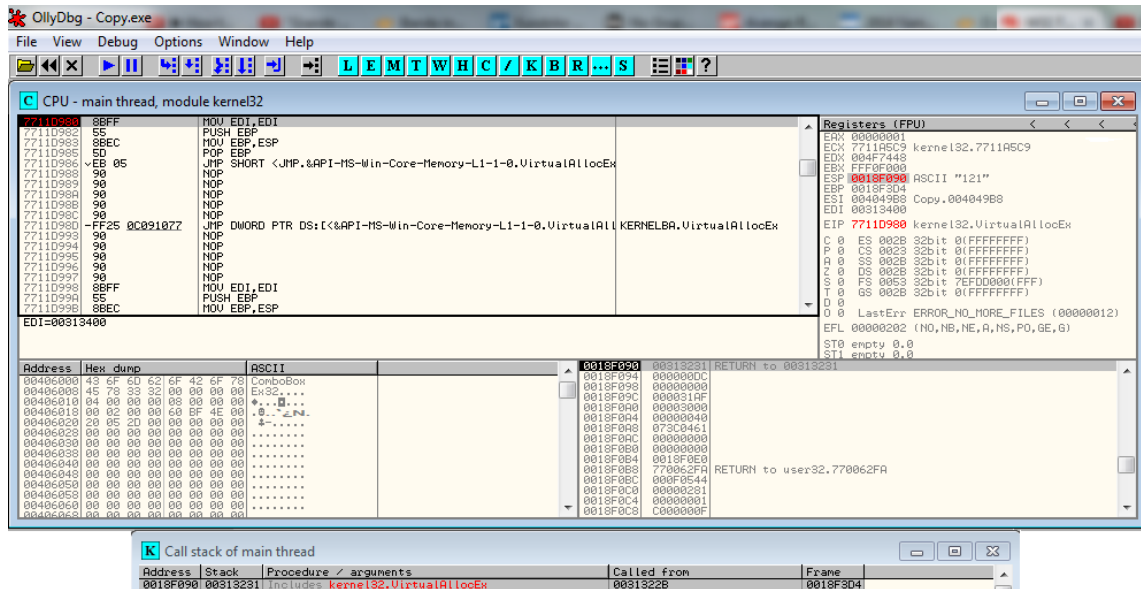 OllyDbg - Copy.exe
File View Debug Options Window Help
L E M T W H C / K B R ... S ?
C CPU - main thread, module kernel32
7711D980 8BFF MOV EDI,EDI
7711D982 55 PUSH EBP
7711D983 8BEC MOV EBP,ESP
7711D985 5D POP EBP
7711D986 EB 05 JMP SHORT <JMP.&API-MS-Win-Core-Memory-L1-1-0.VirtualAllocEx
7711D988 90 NOP
7711D989 90 NOP
7711D98A 90 NOP
7711D98B 90 NOP
7711D98C 90 NOP
7711D98D -FF25 0C091077 JMP DWORD PTR DS:[<&API-MS-Win-Core-Memory-L1-1-0.VirtualAll KERNELBA.VirtualAllocEx
7711D993 90 NOP
7711D994 90 NOP
7711D995 90 NOP
7711D996 90 NOP
7711D997 90 NOP
7711D998 8BFF MOV EDI,EDI
7711D99A 55 PUSH EBP
7711D99B 8BEC MOV EBP,ESP
EDI=00313400
Registers (FPU) < < < <
EAX 00000001
ECX 7711A5C9 kernel32.7711A5C9
EDX 004F7448
EBX FFF0F000
ESP 0018F090 ASCII "121"
EBP 0018F3D4
ESI 004049B8 Copy.004049B8
EDI 00313400
EIP 7711D980 kernel32.VirtualAllocEx
C 0 ES 002B 32bit 0(FFFFFFFF)
P 0 CS 0023 32bit 0(FFFFFFFF)
A 0 SS 002B 32bit 0(FFFFFFFF)
Z 0 DS 002B 32bit 0(FFFFFFFF)
S 0 FS 0053 32bit 7EFDD000(FFF)
T 0 GS 002B 32bit 0(FFFFFFFF)
D 0
O 0 LastErr ERROR_NO_MORE_FILES (00000012)
EFL 00000202 (NO,NB,NE,A,NS,PO,GE,G)
ST0 empty 0.0
ST1 empty 0.0
Address Hex dump ASCII
00406000 43 6F 6D 62 6F 42 6F 78 ComboBox
00406008 45 78 33 32 00 00 00 00 Ex32....
00406010 04 00 00 00 08 00 00 00
00406018 00 02 00 00 60 BF 4E 00
00406020 20 05 2D 00 00 00 00 00
00406028 00 00 00 00 00 00 00 00 ........
00406030 00 00 00 00 00 00 00 00 ........
00406038 00 00 00 00 00 00 00 00 ........
00406040 00 00 00 00 00 00 00 00 ........
00406048 00 00 00 00 00 00 00 00 ........
00406050 00 00 00 00 00 00 00 00 ........
00406058 00 00 00 00 00 00 00 00 ........
00406060 00 00 00 00 00 00 00 00 ........
00406068 00 00 00 00 00 00 00 00 ........
0018F090 00313231 RETURN to 00313231
0018F094 000000DC
0018F098 00000000
0018F09C 000031AF
0018F0A0 00003000
0018F0A4 00000040
0018F0A8 073C0461
0018F0AC 00000000
0018F0B0 00000000
0018F0B4 0018F0E0
0018F0B8 770062FA RETURN to user32.770062FA
0018F0BC 000F0544
0018F0C0 00000281
0018F0C4 00000001
0018F0C8 C000000F
K Call stack of main thread
Address Stack Procedure / arguments Called from Frame
0018F090 00313231 Includes kernel32.VirtualAllocEx 0031322B 0018F3D4